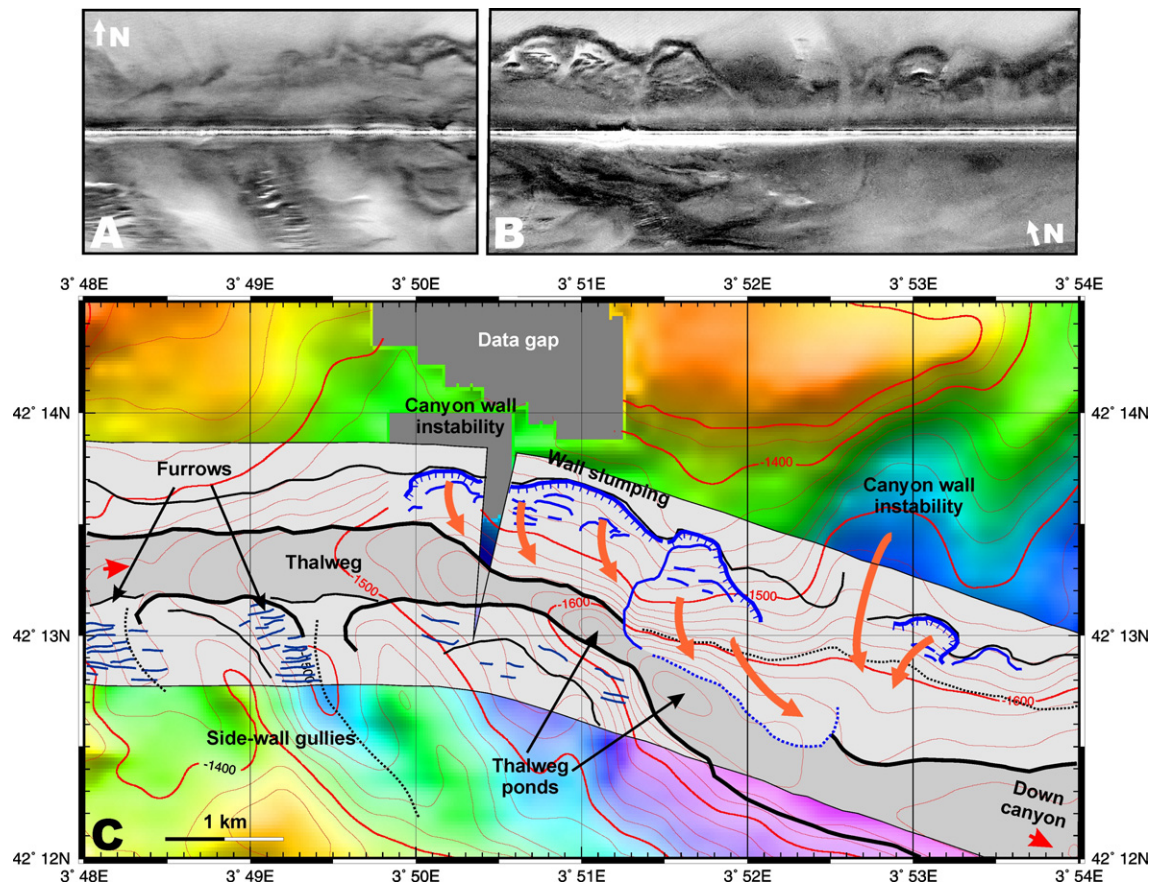 N
A
B
N
3° 48E 3° 49E 3° 50E 3° 51E 3° 52E 3° 53E 3° 54E
Data gap
42° 14N 42° 14N
Canyon wall
instability
-1400
Wall slumping
Furrows
Canyon wall
instability
Thalweg
-1500
-1600
-1500
42° 13N 42° 13N
-1500
-1600
Side-wall gullies
-1400
Thalweg
ponds
Down
canyon
C
1 km
42° 12N 42° 12N
3° 48E 3° 49E 3° 50E 3° 51E 3° 52E 3° 53E 3° 54E